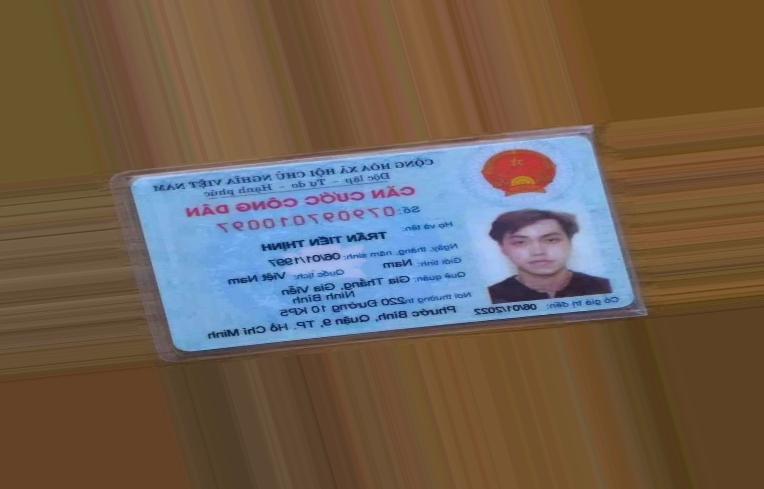 CỘNG HÒA XÃ HỘI CHỦ NGHĨA VIỆT NAM
Độc lập - Tự do - Hạnh phúc
CĂN CƯỚC CÔNG DÂN
Số: 079097010097
Họ và tên:
TRẦN TIẾN THỊNH
Ngày, tháng, năm sinh: 06/01/1997
Giới tính: Nam Quốc tịch: Việt Nam
Quê quán: Gia Thắng, Gia Viễn
Ninh Bình
Nơi thường trú: 220 Đường 10 KP5
Phước Bình, Quận 9, TP. Hồ Chí Minh
Có giá trị đến: 06/01/2022